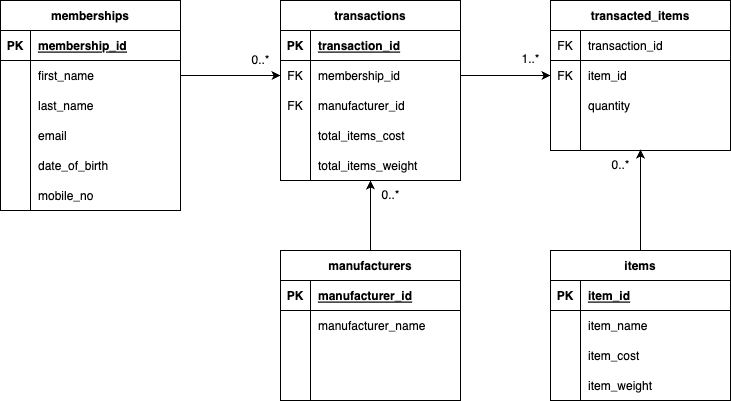 memberships
PK membership_id
first_name
last_name
email
date_of_birth
mobile_no
0..*
transactions
PK transaction_id
FK membership_id
FK manufacturer_id
total_items_cost
total_items_weight
1..*
transacted_items
FK transaction_id
FK item_id
quantity
0..*
0..*
manufacturers
PK manufacturer_id
manufacturer_name
items
PK item_id
item_name
item_cost
item_weight